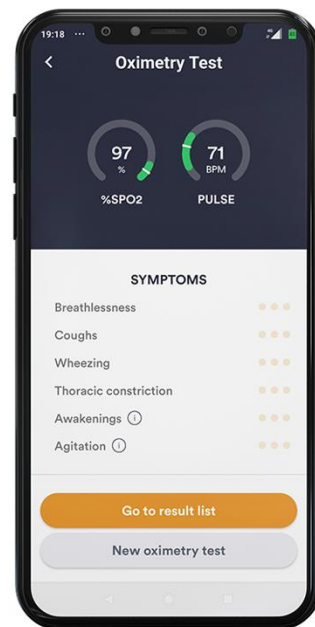 19:18 ...
Oximetry Test
97
%
%SPO2
71
BPM
PULSE
SYMPTOMS
Breathlessness
Coughs
Wheezing
Thoracic constriction
Awakenings
Agitation
Go to result list
New oximetry test